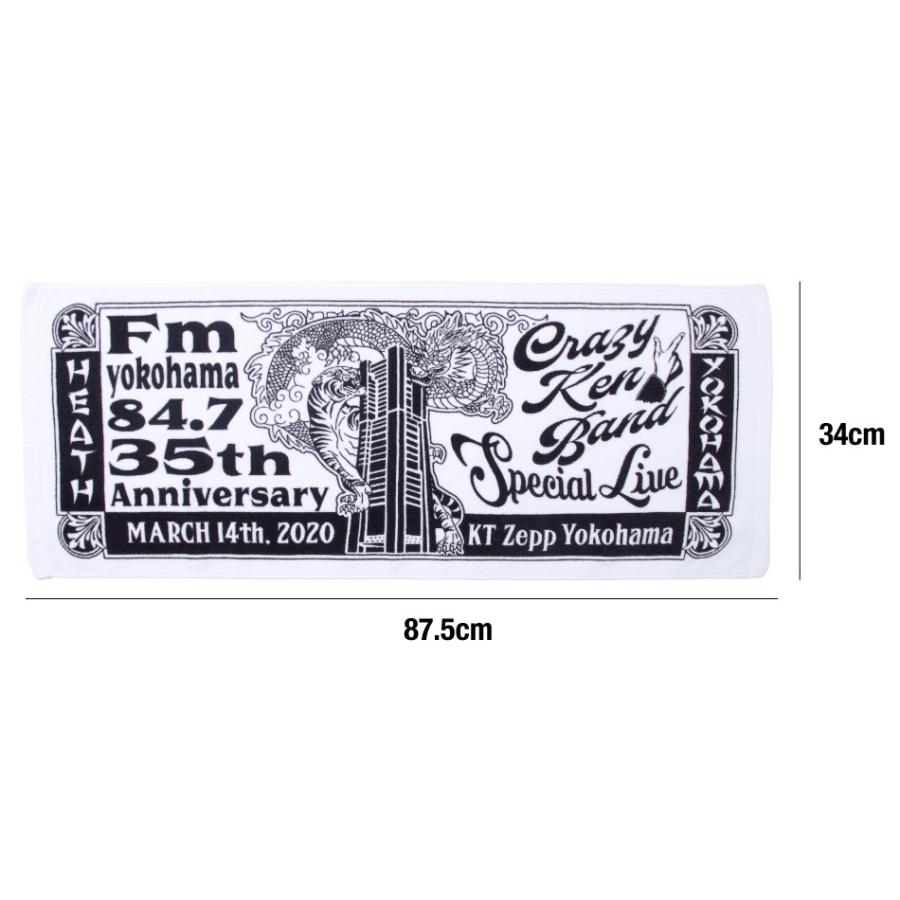 Fm
yokohama
84.7
35th
Anniversary
HEATH
MARCH 14th, 2020
Crazy
Ken
Band
Special Live
KT Zepp Yokohama
YOKOHAMA
34cm
87.5cm